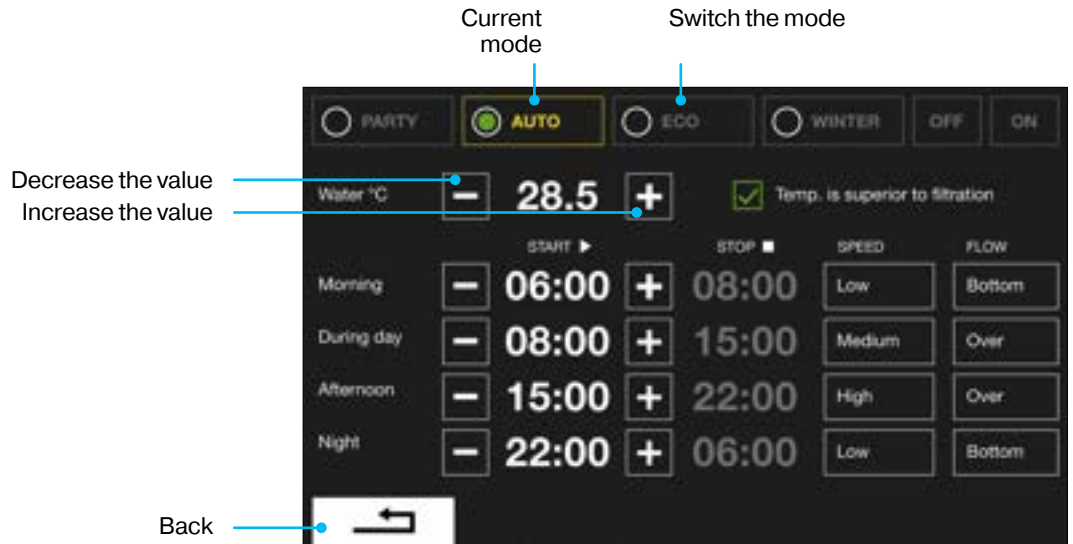 Current
mode
Switch the mode
PARTY AUTO ECO WINTER OFF ON
Decrease the value
Increase the value
Water °C 28.5 Temp. is superior to filtration
START STOP SPEED FLOW
Morning 06:00 08:00 Low Bottom
During day 08:00 15:00 Medium Over
Afternoon 15:00 22:00 High Over
Night 22:00 06:00 Low Bottom
Back